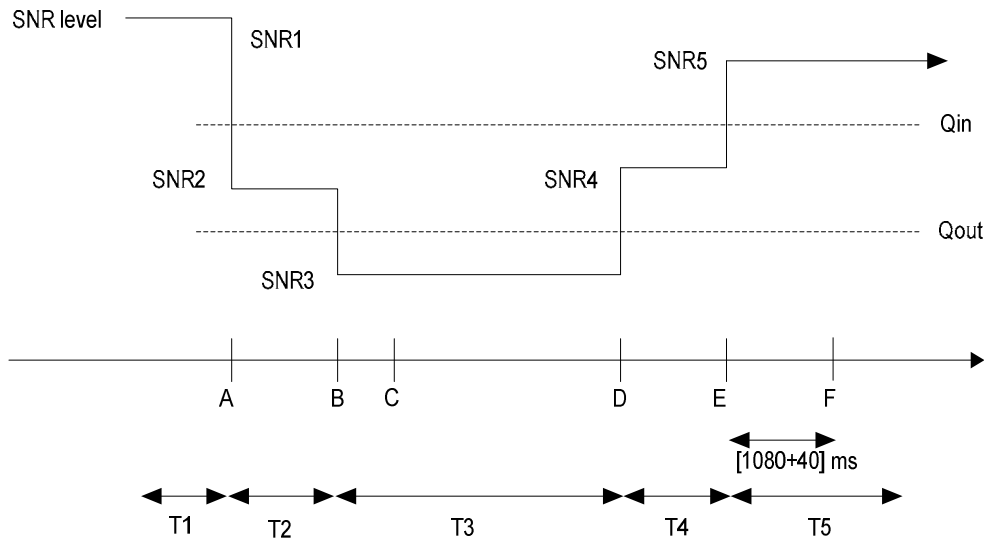 SNR level
SNR1
SNR5
Qin
SNR2
SNR4
Qout
SNR3
A B C D E F
[1080+40] ms
T1 T2 T3 T4 T5